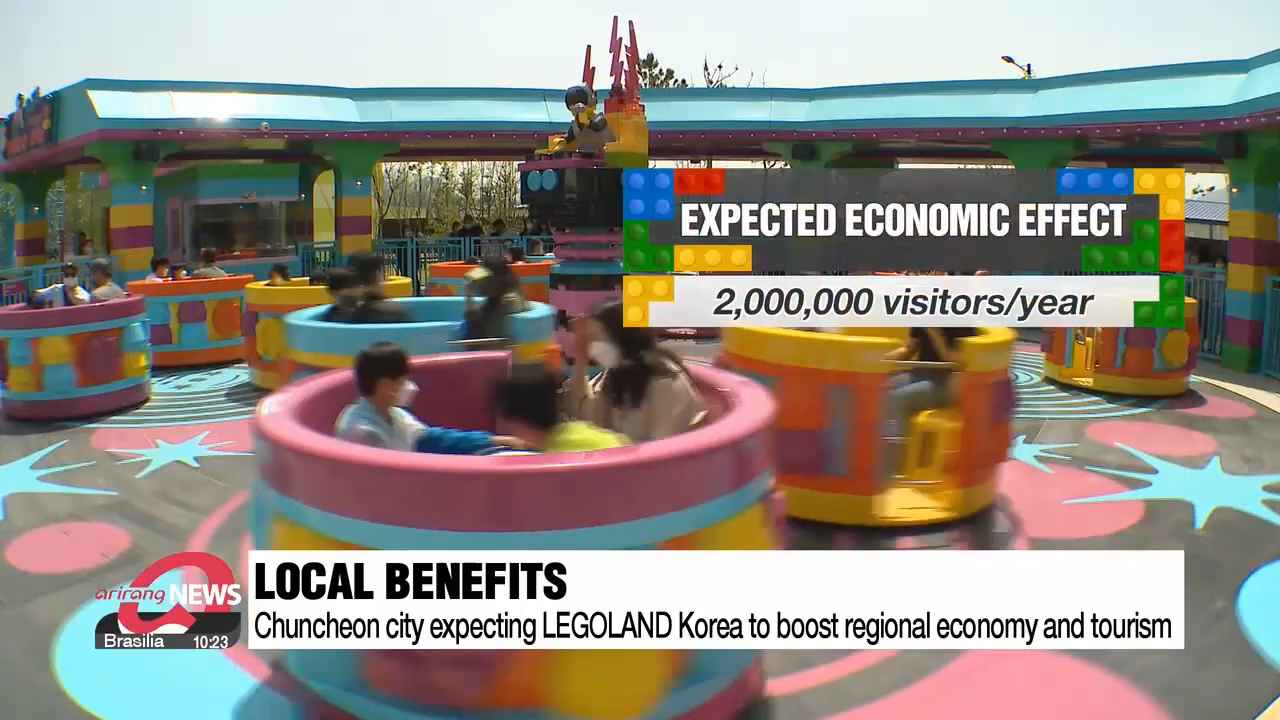 EXPECTED ECONOMIC EFFECT
2,000,000 visitors/year
arirang NEWS
LOCAL BENEFITS
Chuncheon city expecting LEGOLAND Korea to boost regional economy and tourism
Brasilia 10:23